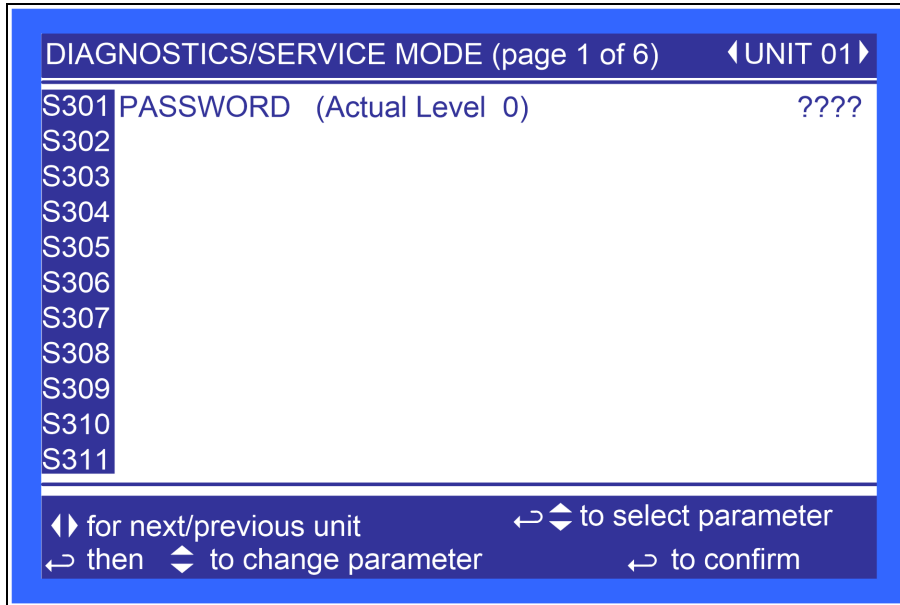 DIAGNOSTICS/SERVICE MODE (page 1 of 6) UNIT 01
S301 PASSWORD (Actual Level 0) ????
S302
S303
S304
S305
S306
S307
S308
S309
S310
S311
for next/previous unit to select parameter
then to change parameter to confirm